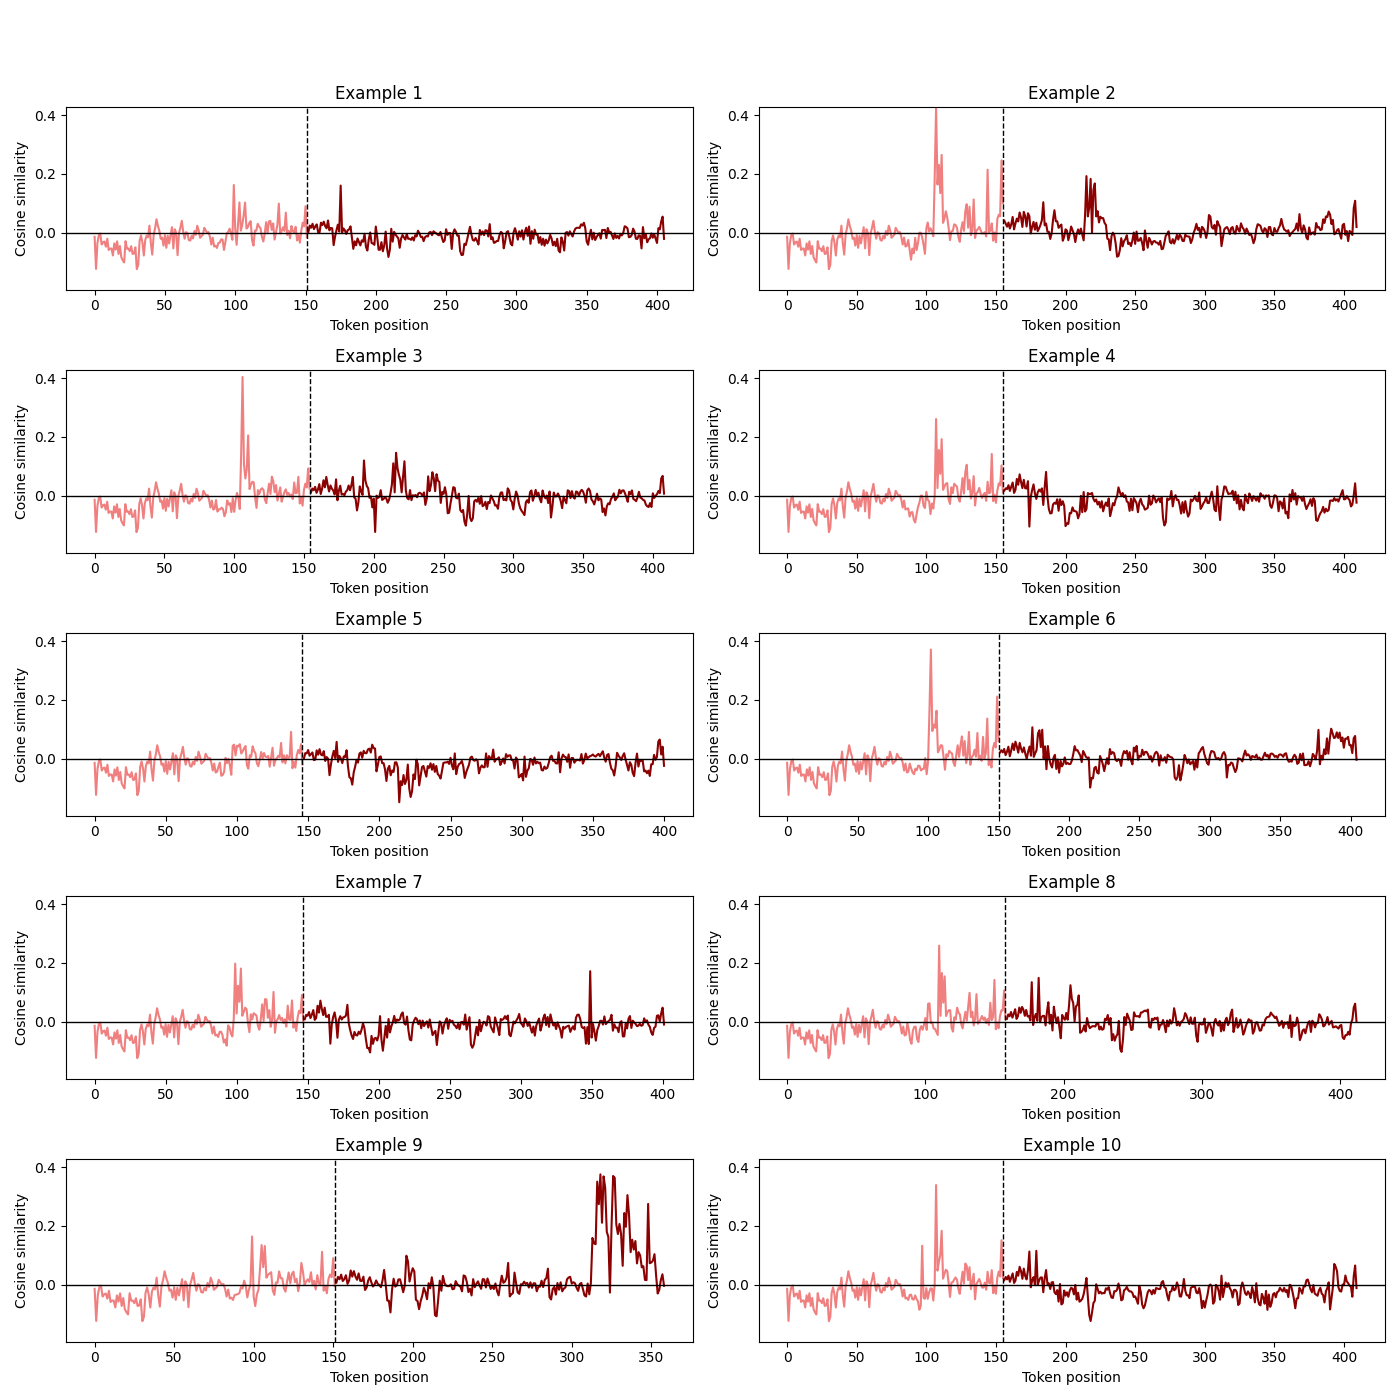 Example 1
Cosine similarity
0.4
0.2
0.0
0 50 100 150 200 250 300 350 400
Token position
Example 2
Cosine similarity
0.4
0.2
0.0
0 50 100 150 200 250 300 350 400
Token position
Example 3
Cosine similarity
0.4
0.2
0.0
0 50 100 150 200 250 300 350 400
Token position
Example 4
Cosine similarity
0.4
0.2
0.0
0 50 100 150 200 250 300 350 400
Token position
Example 5
Cosine similarity
0.4
0.2
0.0
0 50 100 150 200 250 300 350 400
Token position
Example 6
Cosine similarity
0.4
0.2
0.0
0 50 100 150 200 250 300 350 400
Token position
Example 7
Cosine similarity
0.4
0.2
0.0
0 50 100 150 200 250 300 350 400
Token position
Example 8
Cosine similarity
0.4
0.2
0.0
0 100 200 300 400
Token position
Example 9
Cosine similarity
0.4
0.2
0.0
0 50 100 150 200 250 300 350
Token position
Example 10
Cosine similarity
0.4
0.2
0.0
0 50 100 150 200 250 300 350 400
Token position